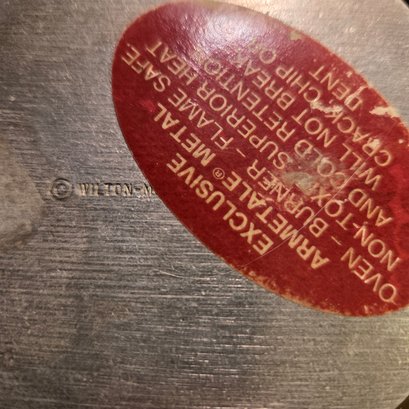 EXCLUSIVE
ARMETALE® METAL
OVEN - BURNER - FLAME SAFE
NON-TOXIC SUPERIOR HEAT
AND COLD RETENTION
WILL NOT BREAK
CRACK CHIP OR
DENT
© WILTON-